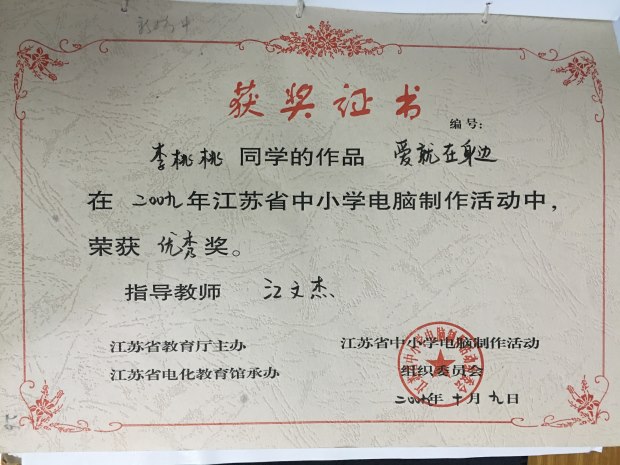 获奖证书
编号:
李桃桃 同学的作品 爱就在身边
在 二00九 年江苏省中小学电脑制作活动中,
荣获 优秀 奖。
指导教师 江文杰
江苏省教育厅主办
江苏省电化教育馆承办
江苏省中小学电脑制作活动
组织委员会
二00九年十月九日